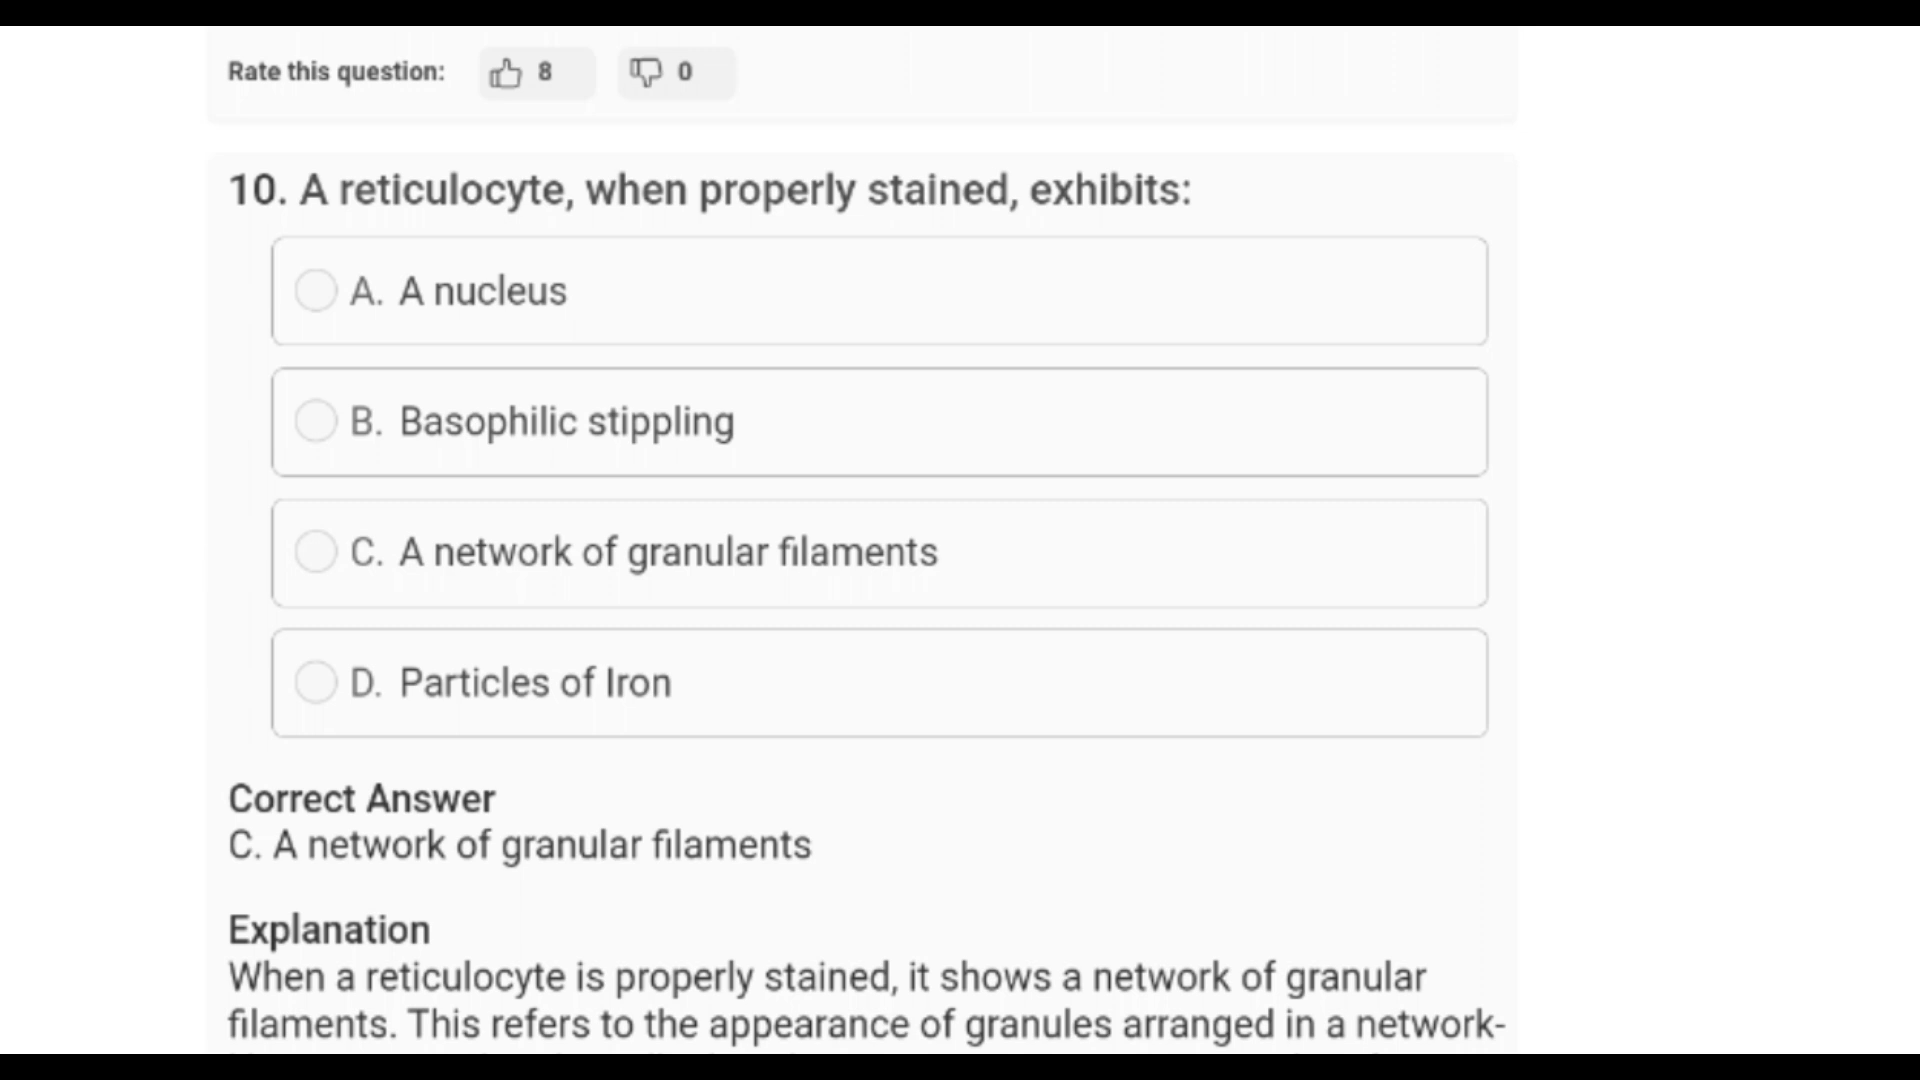 Rate this question: 8 0
10. A reticulocyte, when properly stained, exhibits:
A. A nucleus
B. Basophilic stippling
C. A network of granular filaments
D. Particles of Iron
Correct Answer
C. A network of granular filaments
Explanation
When a reticulocyte is properly stained, it shows a network of granular
filaments. This refers to the appearance of granules arranged in a network-